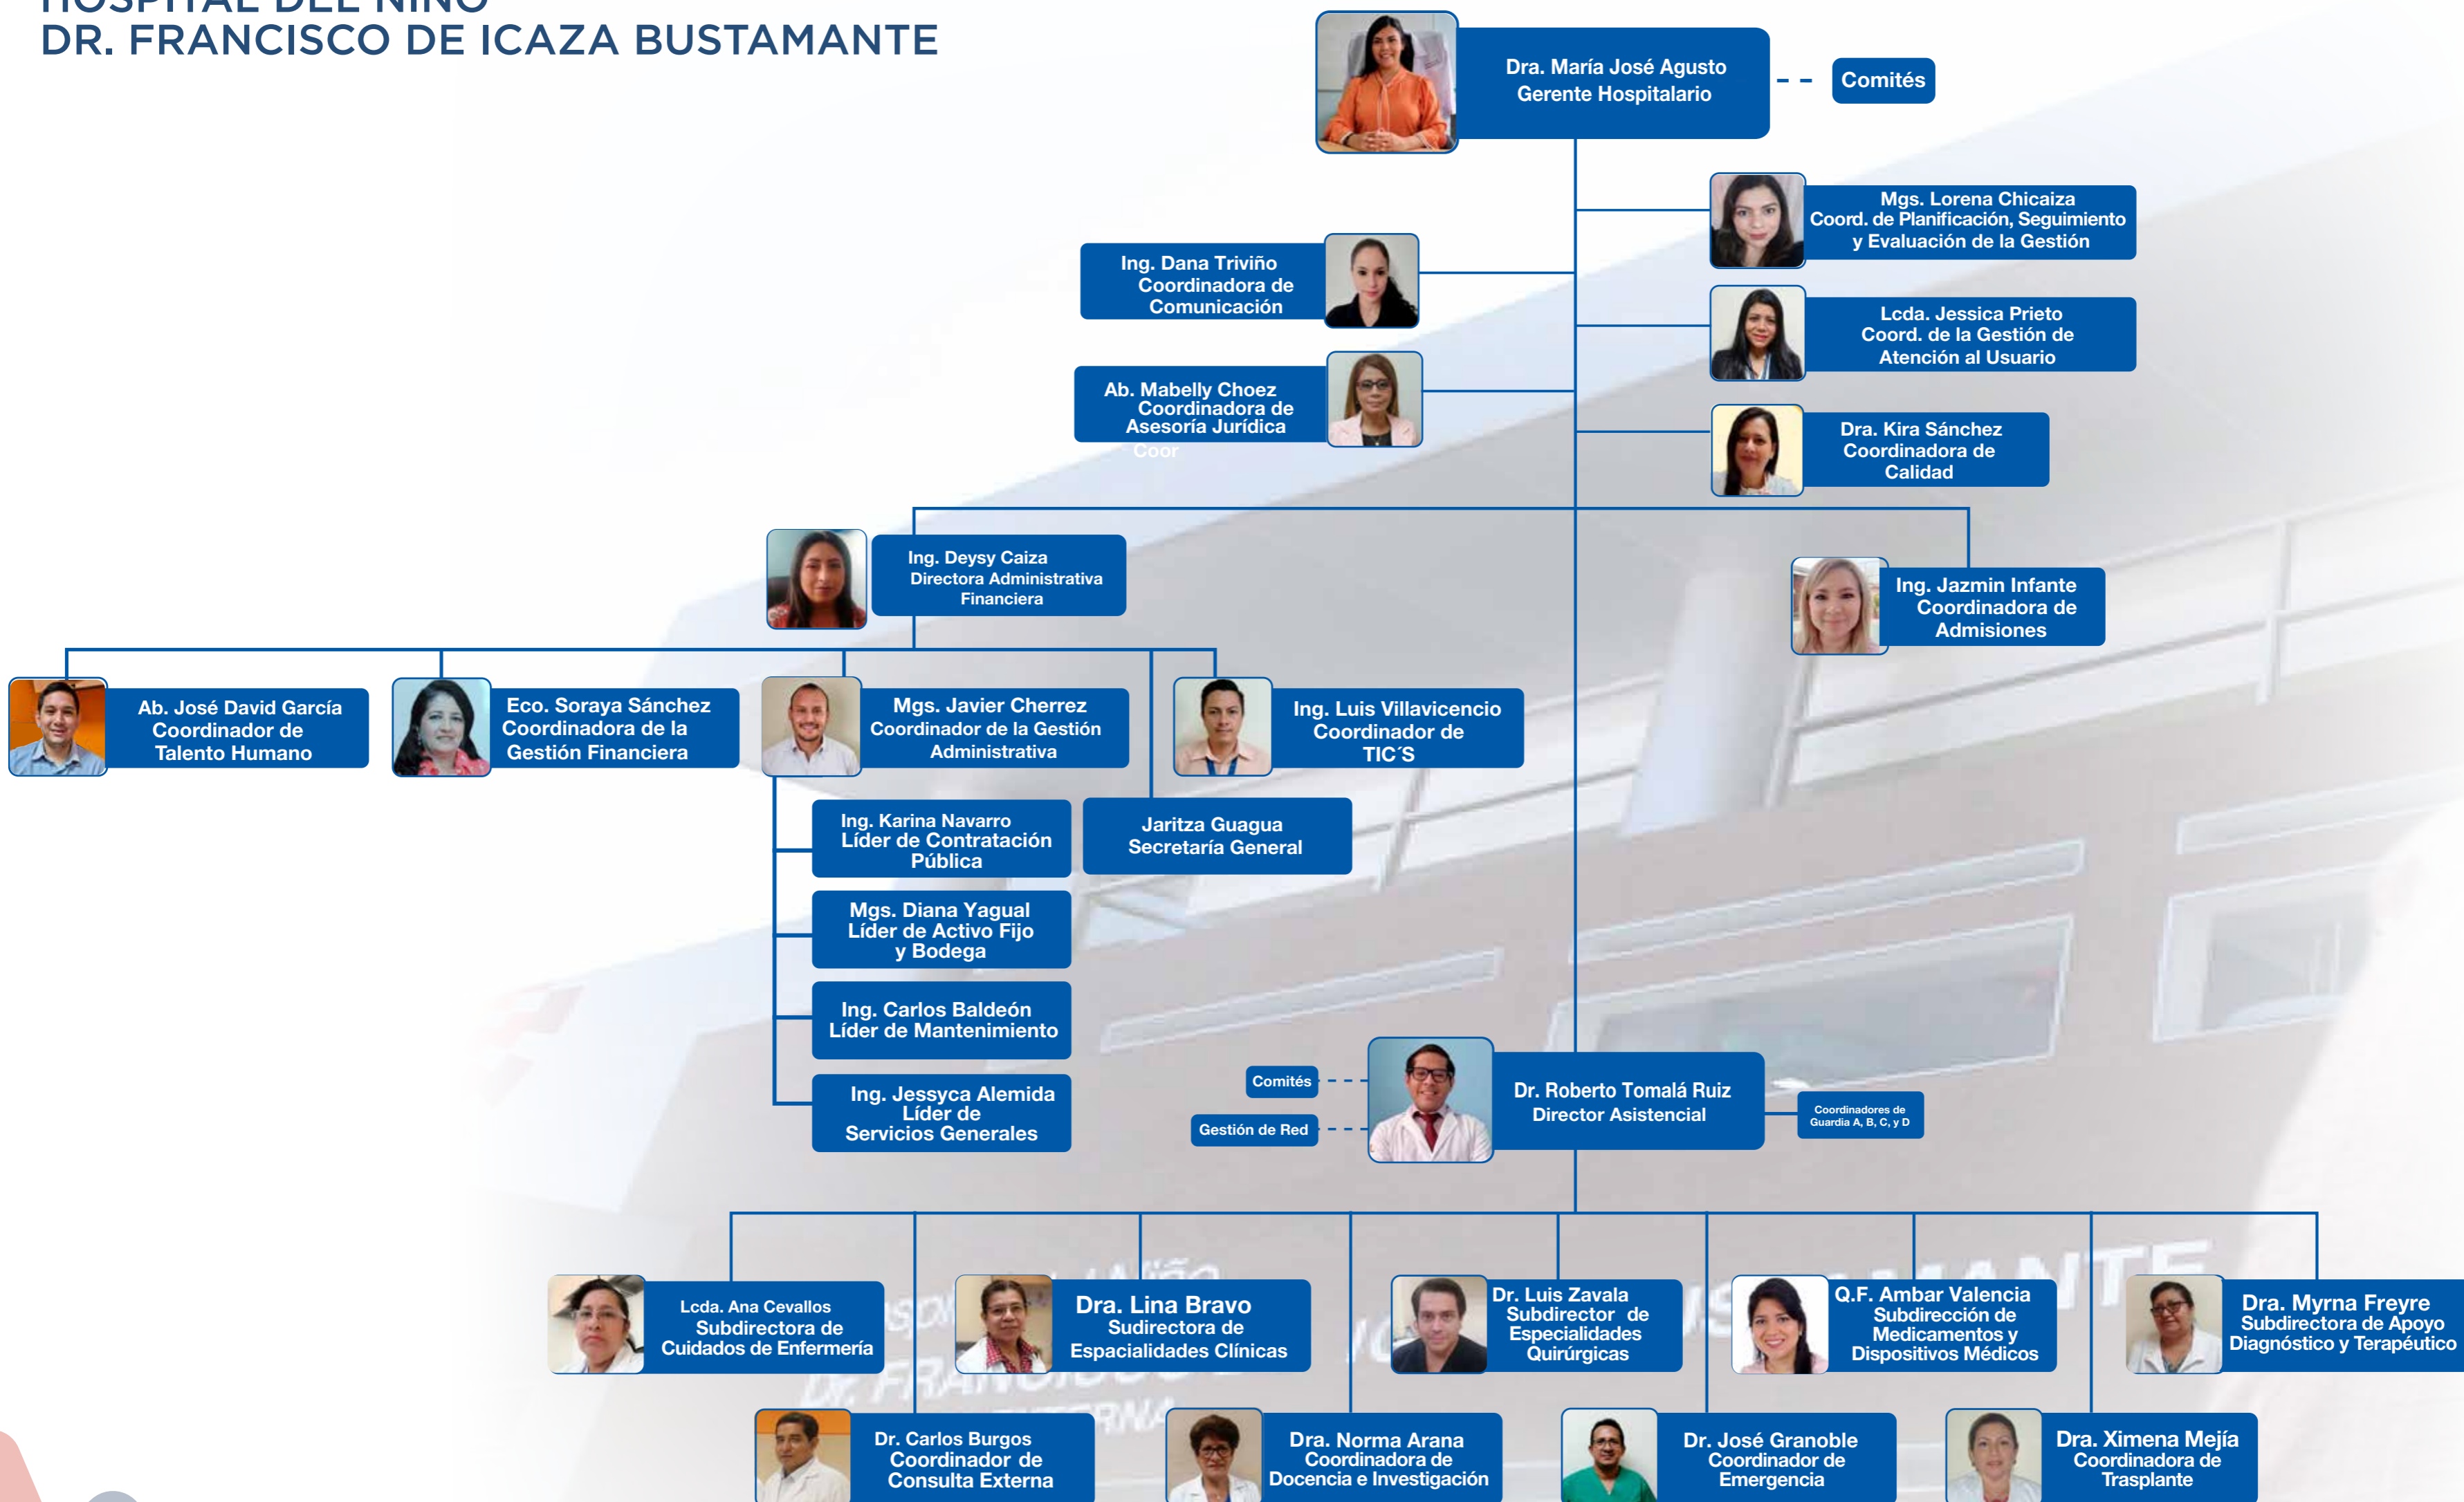 HOSPITAL DEL NIÑO
DR. FRANCISCO DE ICAZA BUSTAMANTE
Dra. María José Agusto
Gerente Hospitalario
Comités
Mgs. Lorena Chicaiza
Coord. de Planificación, Seguimiento
y Evaluación de la Gestión
Ing. Dana Triviño
Coordinadora de
Comunicación
Lcda. Jessica Prieto
Coord. de la Gestión de
Atención al Usuario
Ab. Mabelly Choez
Coordinadora de
Asesoría Jurídica
Coor
Dra. Kira Sánchez
Coordinadora de
Calidad
Ing. Deysy Caiza
Directora Administrativa
Financiera
Ing. Jazmin Infante
Coordinadora de
Admisiones
Ab. José David García
Coordinador de
Talento Humano
Eco. Soraya Sánchez
Coordinadora de la
Gestión Financiera
Mgs. Javier Cherrez
Coordinador de la Gestión
Administrativa
Ing. Luis Villavicencio
Coordinador de
TIC´S
Ing. Karina Navarro
Líder de Contratación
Pública
Jaritza Guagua
Secretaría General
Mgs. Diana Yagual
Líder de Activo Fijo
y Bodega
Ing. Carlos Baldeón
Líder de Mantenimiento
Ing. Jessyca Alemida
Líder de
Servicios Generales
Comités
Gestión de Red
Dr. Roberto Tomalá Ruiz
Director Asistencial
Coordinadores de
Guardia A, B, C, y D
Lcda. Ana Cevallos
Subdirectora de
Cuidados de Enfermería
Dra. Lina Bravo
Sudirectora de
Espacialidades Clínicas
Dr. Luis Zavala
Subdirector de
Especialidades
Quirúrgicas
Q.F. Ambar Valencia
Subdirección de
Medicamentos y
Dispositivos Médicos
Dra. Myrna Freyre
Subdirectora de Apoyo
Diagnóstico y Terapéutico
Dr. Carlos Burgos
Coordinador de
Consulta Externa
Dra. Norma Arana
Coordinadora de
Docencia e Investigación
Dr. José Granoble
Coordinador de
Emergencia
Dra. Ximena Mejía
Coordinadora de
Trasplante